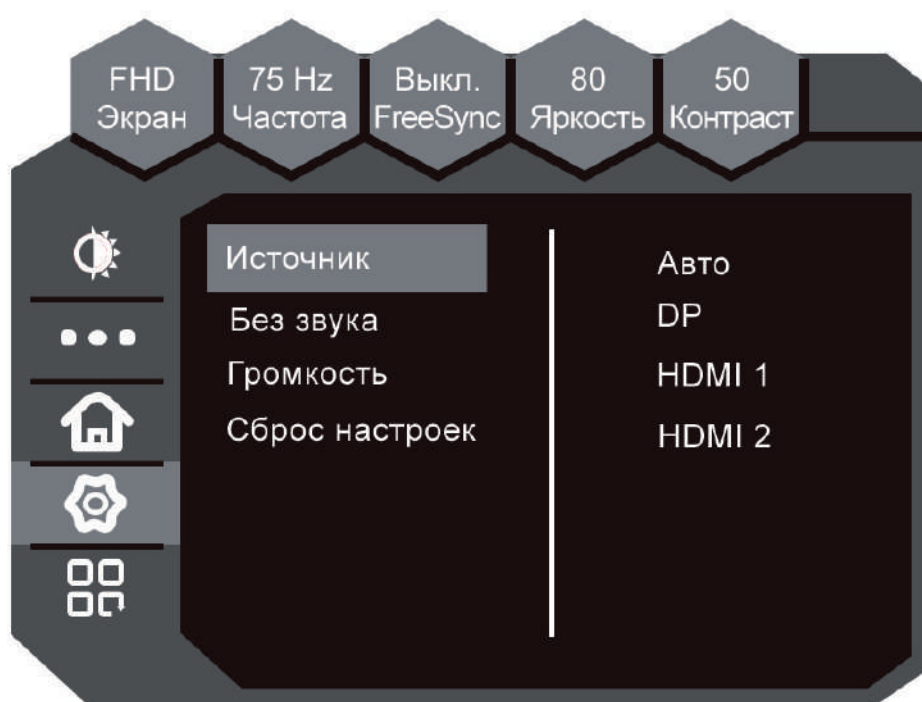 FHD
Экран
75 Hz
Частота
Выкл.
FreeSync
80
Яркость
50
Контраст
Источник
Без звука
Громкость
Сброс настроек
Авто
DP
HDMI 1
HDMI 2